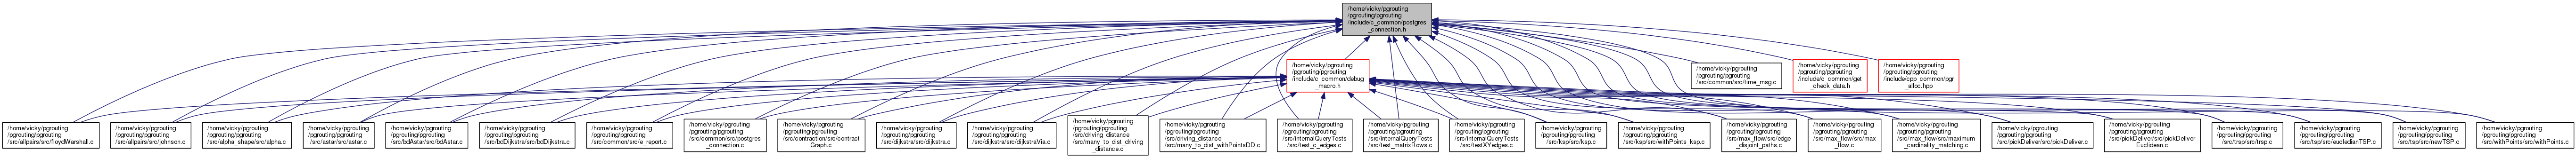 /home/vicky/pgrouting
/pgrouting/pgrouting
/include/c_common/postgres
_connection.h
/home/vicky/pgrouting
/pgrouting/pgrouting
/include/c_common/debug
_macro.h
/home/vicky/pgrouting
/pgrouting/pgrouting
/src/common/src/time_msg.c
/home/vicky/pgrouting
/pgrouting/pgrouting
/include/c_common/get
_check_data.h
/home/vicky/pgrouting
/pgrouting/pgrouting
/include/cpp_common/pgr
_alloc.hpp
/home/vicky/pgrouting
/pgrouting/pgrouting
/src/allpairs/src/floydWarshall.c
/home/vicky/pgrouting
/pgrouting/pgrouting
/src/allpairs/src/johnson.c
/home/vicky/pgrouting
/pgrouting/pgrouting
/src/alpha_shape/src/alpha.c
/home/vicky/pgrouting
/pgrouting/pgrouting
/src/astar/src/astar.c
/home/vicky/pgrouting
/pgrouting/pgrouting
/src/bdAstar/src/bdAstar.c
/home/vicky/pgrouting
/pgrouting/pgrouting
/src/bdDijkstra/src/bdDijkstra.c
/home/vicky/pgrouting
/pgrouting/pgrouting
/src/common/src/e_report.c
/home/vicky/pgrouting
/pgrouting/pgrouting
/src/common/src/postgres
_connection.c
/home/vicky/pgrouting
/pgrouting/pgrouting
/src/contraction/src/contract
Graph.c
/home/vicky/pgrouting
/pgrouting/pgrouting
/src/dijkstra/src/dijkstra.c
/home/vicky/pgrouting
/pgrouting/pgrouting
/src/dijkstra/src/dijkstraVia.c
/home/vicky/pgrouting
/pgrouting/pgrouting
/src/driving_distance
/src/many_to_dist_driving
_distance.c
/home/vicky/pgrouting
/pgrouting/pgrouting
/src/driving_distance
/src/many_to_dist_withPointsDD.c
/home/vicky/pgrouting
/pgrouting/pgrouting
/src/internalQueryTests
/src/test_c_edges.c
/home/vicky/pgrouting
/pgrouting/pgrouting
/src/internalQueryTests
/src/test_matrixRows.c
/home/vicky/pgrouting
/pgrouting/pgrouting
/src/internalQueryTests
/src/testXYedges.c
/home/vicky/pgrouting
/pgrouting/pgrouting
/src/ksp/src/ksp.c
/home/vicky/pgrouting
/pgrouting/pgrouting
/src/ksp/src/withPoints_ksp.c
/home/vicky/pgrouting
/pgrouting/pgrouting
/src/max_flow/src/edge
_disjoint_paths.c
/home/vicky/pgrouting
/pgrouting/pgrouting
/src/max_flow/src/max
_flow.c
/home/vicky/pgrouting
/pgrouting/pgrouting
/src/max_flow/src/maximum
_cardinality_matching.c
/home/vicky/pgrouting
/pgrouting/pgrouting
/src/pickDeliver/src/pickDeliver.c
/home/vicky/pgrouting
/pgrouting/pgrouting
/src/pickDeliver/src/pickDeliver
Euclidean.c
/home/vicky/pgrouting
/pgrouting/pgrouting
/src/trsp/src/trsp.c
/home/vicky/pgrouting
/pgrouting/pgrouting
/src/tsp/src/eucledianTSP.c
/home/vicky/pgrouting
/pgrouting/pgrouting
/src/tsp/src/newTSP.c
/home/vicky/pgrouting
/pgrouting/pgrouting
/src/withPoints/src/withPoints.c